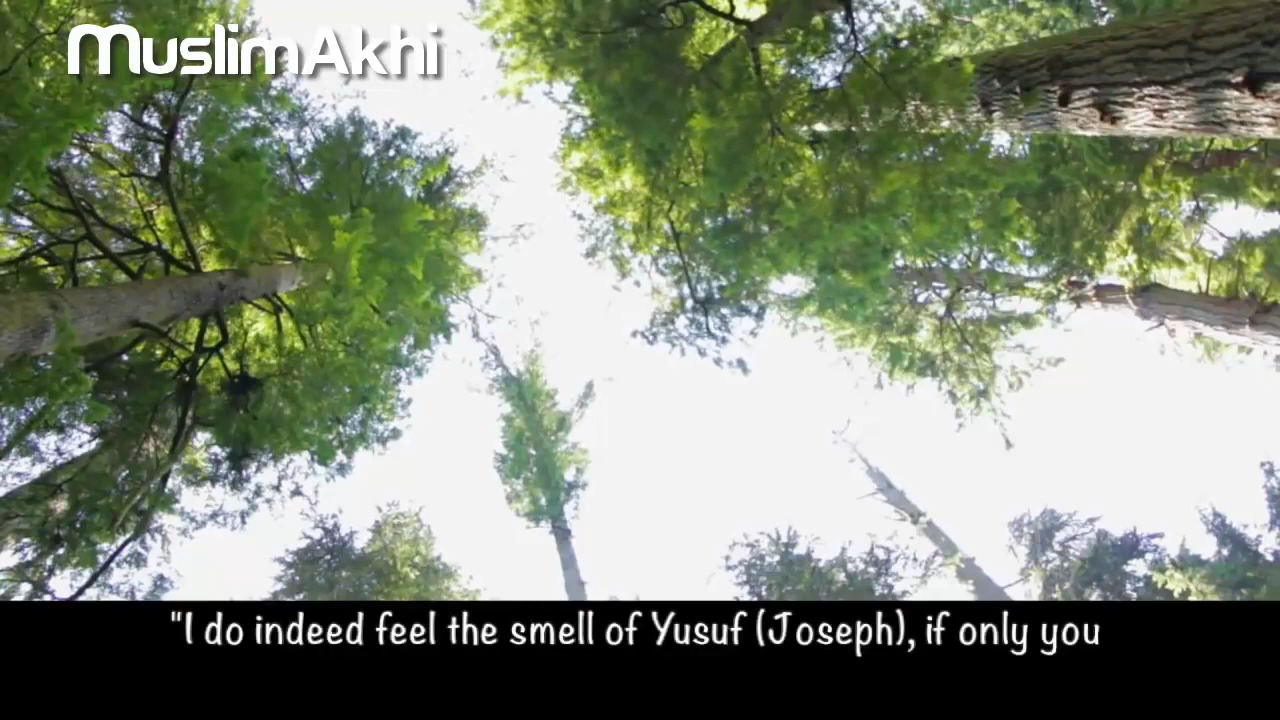 MuslimAkhi
"I do indeed feel the smell of Yusuf (Joseph), if only you